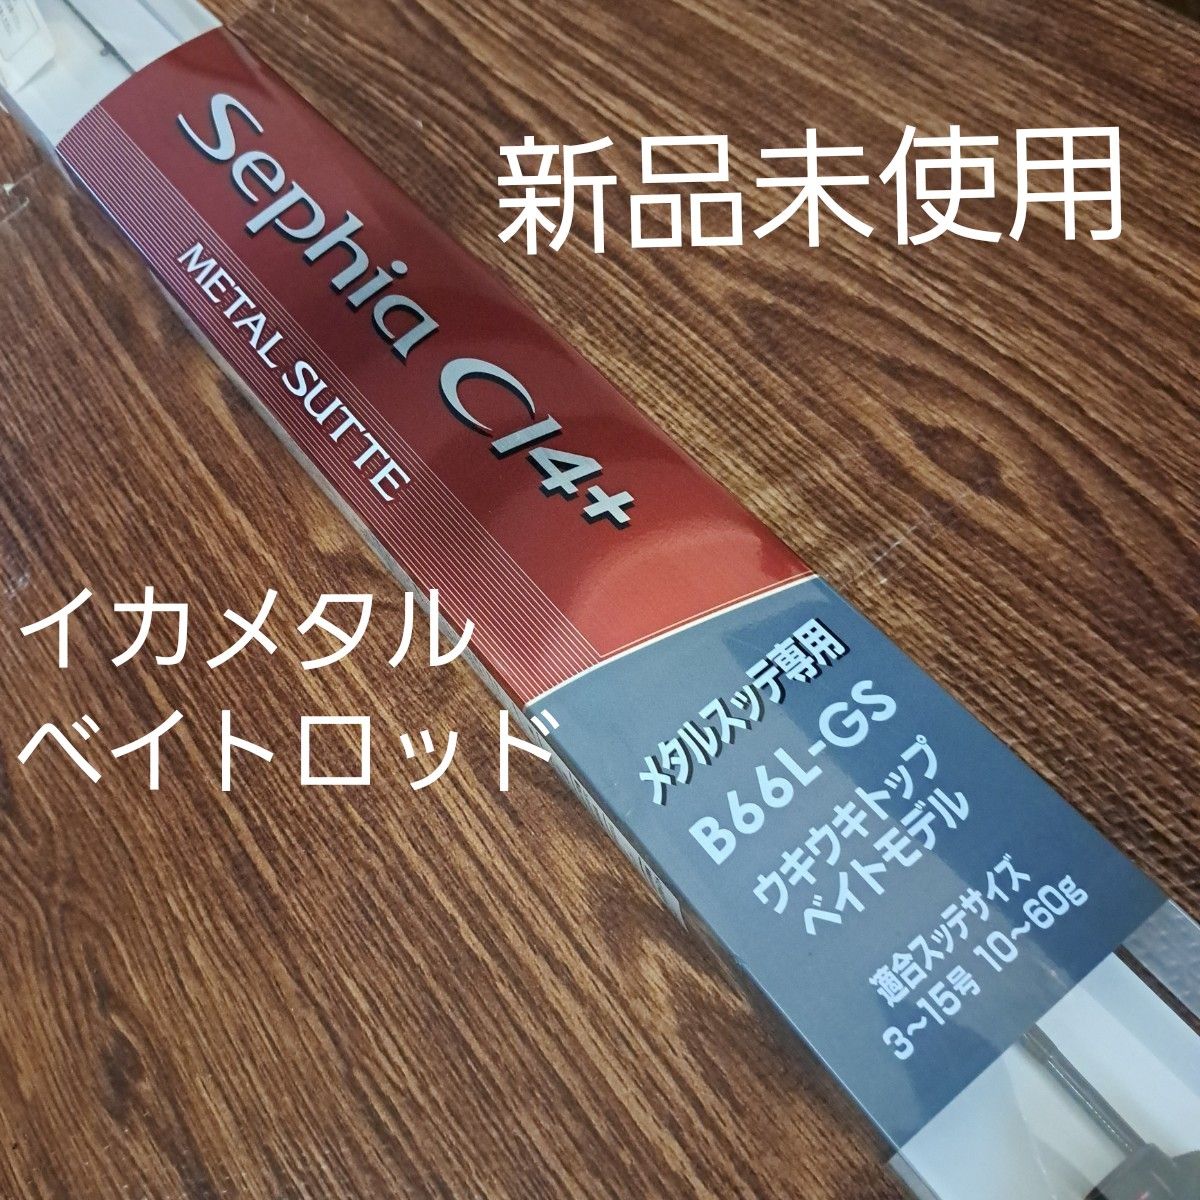 新品未使用
Sephia CI4+
METAL SUTTE
イカメタル
ベイトロッド
メタルスッテ専用
B66L-GS
ウキウキトップ
ベイトモデル
適合スッテサイズ
3~15号 10~60g